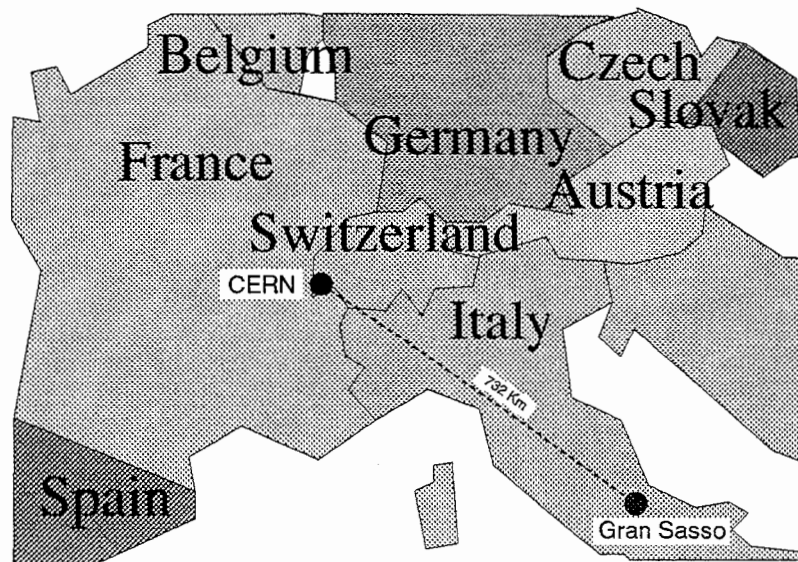 Belgium
Czech
Slovak
Germany
France
Austria
Switzerland
CERN
Italy
732 Km
Spain
Gran Sasso